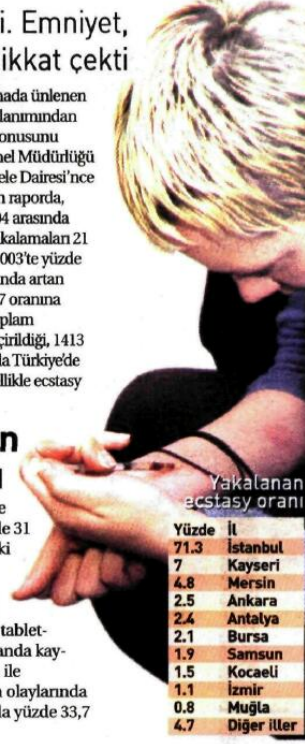 i. Emniyet,
ikkat çekti
nada ünlenen
lanımından
onusunu
nel Müdürlüğü
ele Dairesi'nce
n raporda,
04 arasında
akalamaları 21
003'te yüzde
nda artan
7 oranına
plam
çirildiği, 1413
da Türkiye'de
llikle ecstasy
n
e
de 31
ki
tablet-
anda kay-
ile
n olaylarında
da yüzde 33,7
Yakalanan
ecstasy oranı
Yüzde İl
71.3 İstanbul
7 Kayseri
4.8 Mersin
2.5 Ankara
2.4 Antalya
2.1 Bursa
1.9 Samsun
1.5 Kocaeli
1.1 İzmir
0.8 Muğla
4.7 Diğer iller